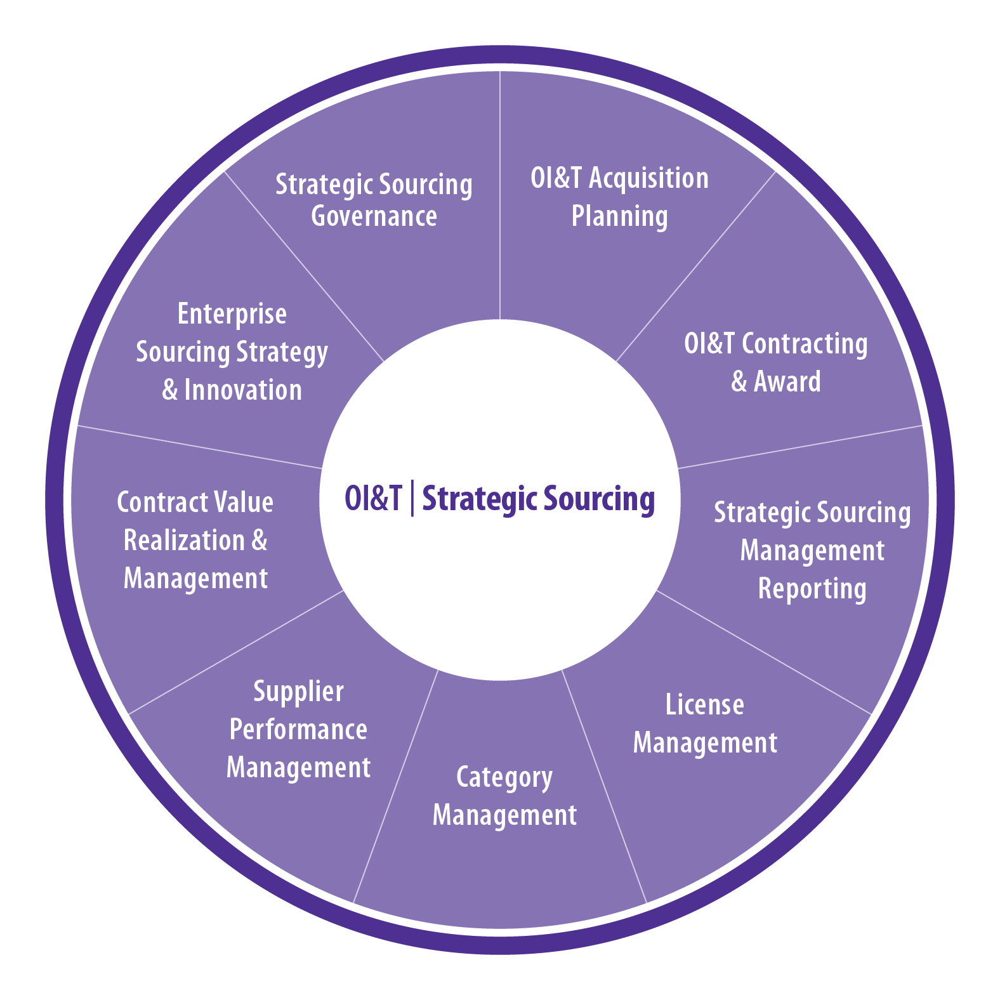 Strategic Sourcing
Governance
OI&T Acquisition
Planning
OI&T Contracting
& Award
Strategic Sourcing
Management
Reporting
License
Management
Category
Management
Supplier
Performance
Management
Contract Value
Realization &
Management
Enterprise
Sourcing Strategy
& Innovation
OI&T | Strategic Sourcing